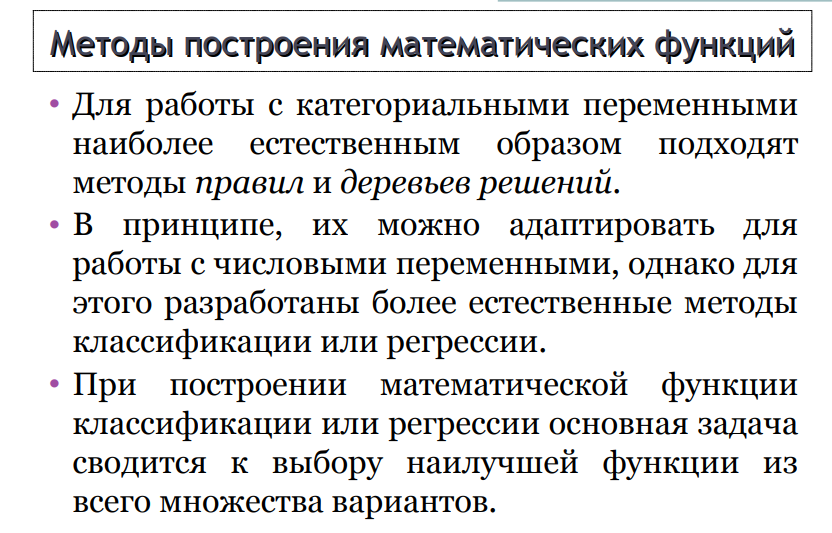 Методы построения математических функций
• Для работы с категориальными переменными
наиболее естественным образом подходят
методы правил и деревьев решений.
• В принципе, их можно адаптировать для
работы с числовыми переменными, однако для
этого разработаны более естественные методы
классификации или регрессии.
• При построении математической функции
классификации или регрессии основная задача
сводится к выбору наилучшей функции из
всего множества вариантов.